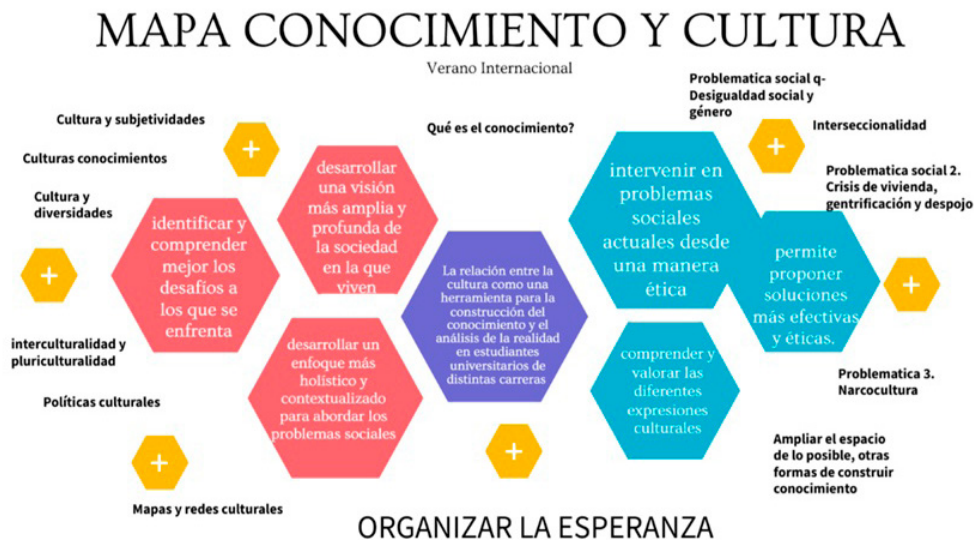 MAPA CONOCIMIENTO Y CULTURA
Verano Internacional
Cultura y subjetividades
Culturas conocimientos
Cultura y
diversidades
interculturalidad y
pluriculturalidad
Políticas culturales
Mapas y redes culturales
identificar y
comprender
mejor los
desafíos a
los que se
enfrenta
desarrollar
una visión
más amplia y
profunda de
la sociedad
en la que
viven
desarrollar un
enfoque más
holístico y
contextualizado
para abordar los
problemas sociales
Qué es el conocimiento?
La relación entre la
cultura como una
herramienta para la
construcción del
conocimiento y el
análisis de la realidad
en estudiantes
universitarios de
distintas carreras
intervenir en
problemas
sociales
actuales desde
una manera
ética
permite
proponer
soluciones
más efectivas
y éticas.
comprender y
valorar las
diferentes
expresiones
culturales
Problematica social q-
Desigualdad social y
género
Interseccionalidad
Problematica social 2.
Crisis de vivienda,
gentrificación y despojo
Problematica 3.
Narcocultura
Ampliar el espacio
de lo posible, otras
formas de construir
conocimiento
ORGANIZAR LA ESPERANZA